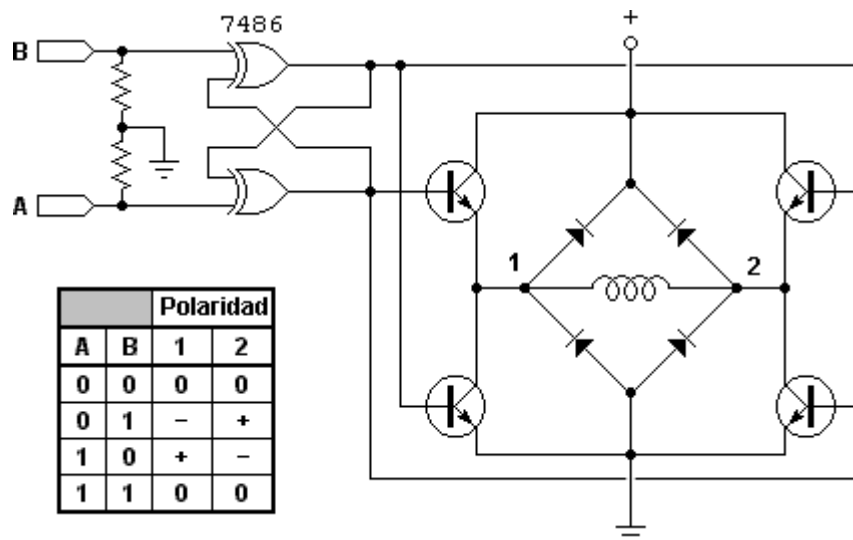 7486
+
B
A
1
2
Polaridad
A B 1 2
0 0 0 0
0 1 – +
1 0 + –
1 1 0 0